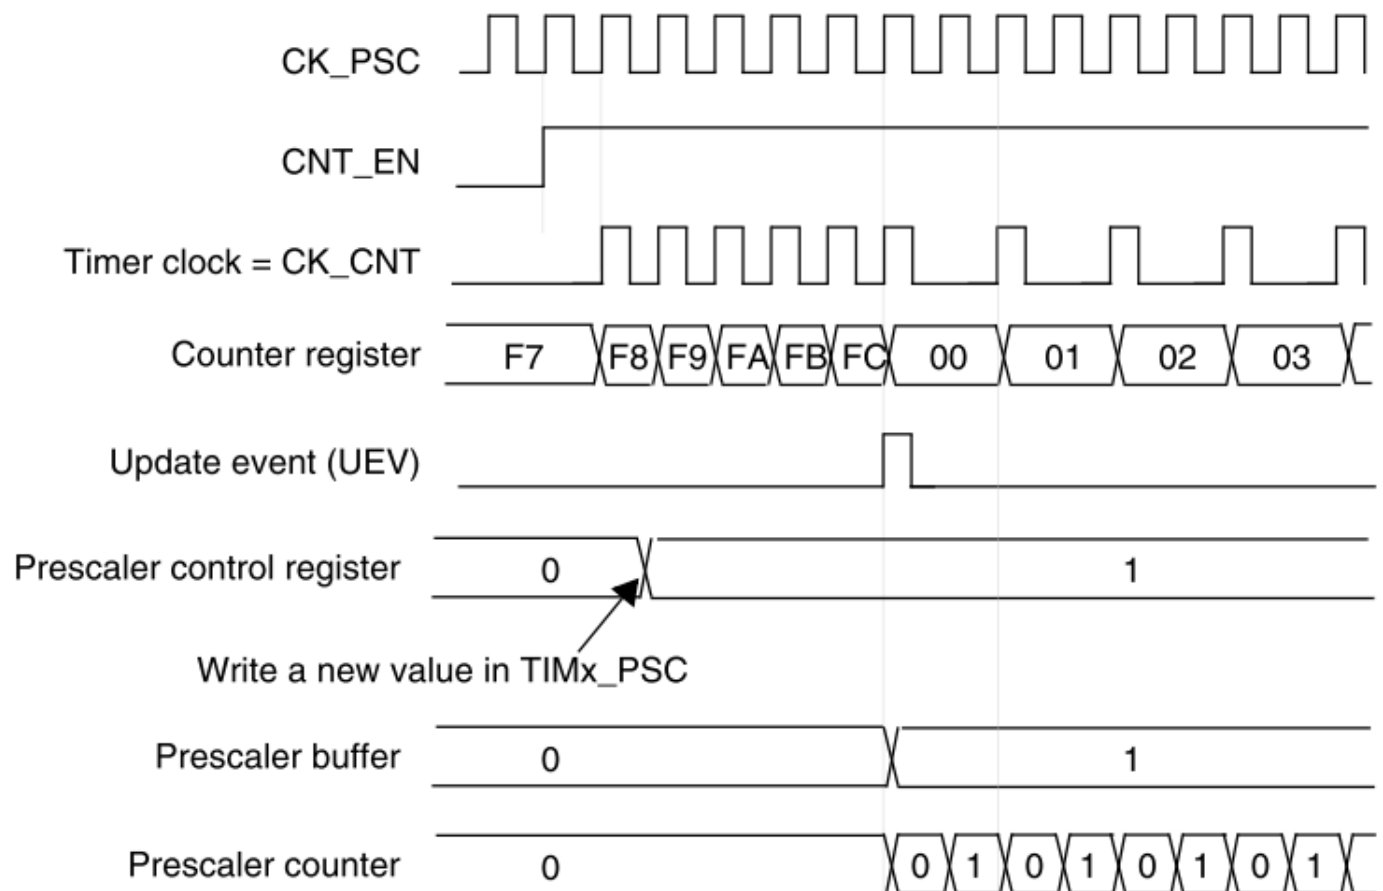 CK_PSC
CNT_EN
Timer clock = CK_CNT
Counter register F7 F8 F9 FA FB FC 00 01 02 03
Update event (UEV)
Prescaler control register 0 1
Write a new value in TIMx_PSC
Prescaler buffer 0 1
Prescaler counter 0 0 1 0 1 0 1 0 1